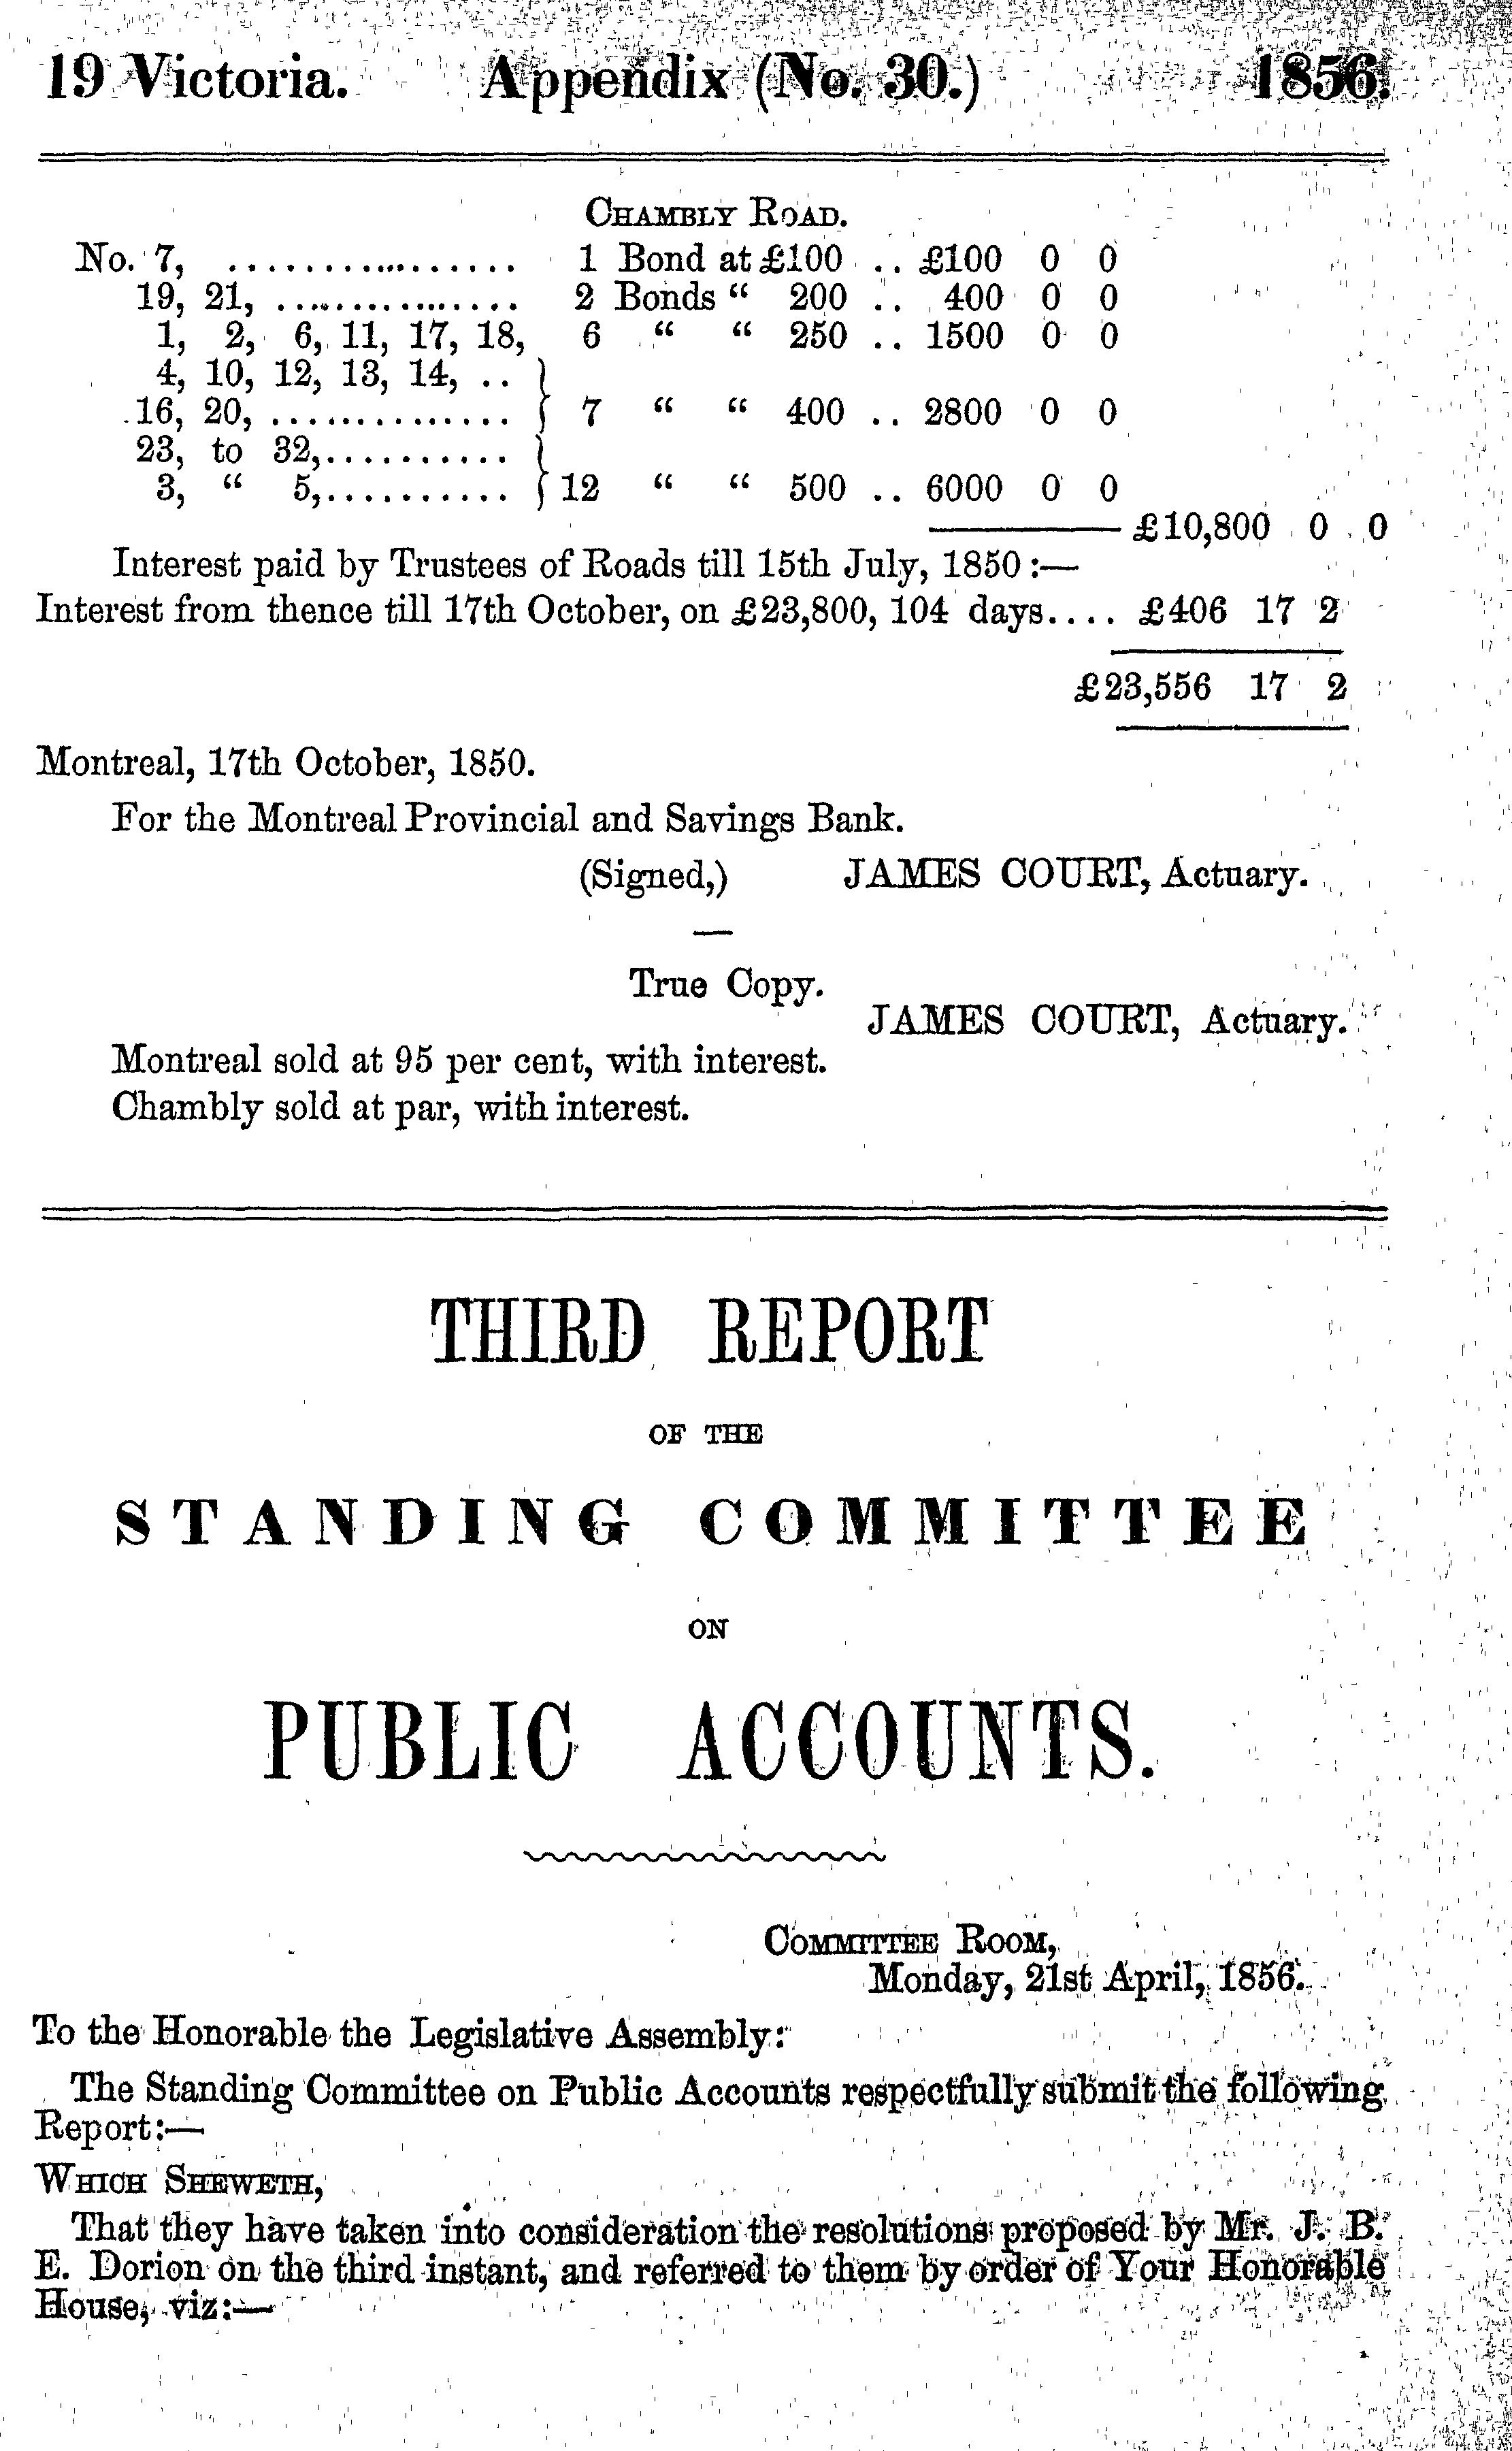 19 Victoria. Appendix (No. 30.) 1856.
CHAMBLY ROAD.
No. 7, .................... 1 Bond at £100 .. £100 0 0
19, 21, .................. 2 Bonds “ 200 .. 400 0 0
1, 2, 6, 11, 17, 18, 6 “ “ 250 .. 1500 0 0
4, 10, 12, 13, 14, .. }
16, 20, .............. } 7 “ “ 400 .. 2800 0 0
23, to 32,.......... }
3, “ 5,.......... } 12 “ “ 500 .. 6000 0 0
£10,800 0 0
Interest paid by Trustees of Roads till 15th July, 1850 :—
Interest from thence till 17th October, on £23,800, 104 days.... £406 17 2
£23,556 17 2
Montreal, 17th October, 1850.
For the Montreal Provincial and Savings Bank.
(Signed,) JAMES COURT, Actuary.
—
True Copy.
JAMES COURT, Actuary.
Montreal sold at 95 per cent, with interest.
Chambly sold at par, with interest.
THIRD REPORT
OF THE
STANDING COMMITTEE
ON
PUBLIC ACCOUNTS.
COMMITTEE ROOM,
Monday, 21st April, 1856.
To the Honorable the Legislative Assembly:
The Standing Committee on Public Accounts respectfully submit the following
Report:—
WHICH SHEWETH,
That they have taken into consideration the resolutions proposed by Mr. J. B.
E. Dorion on the third instant, and referred to them by order of Your Honorable
House, viz:—